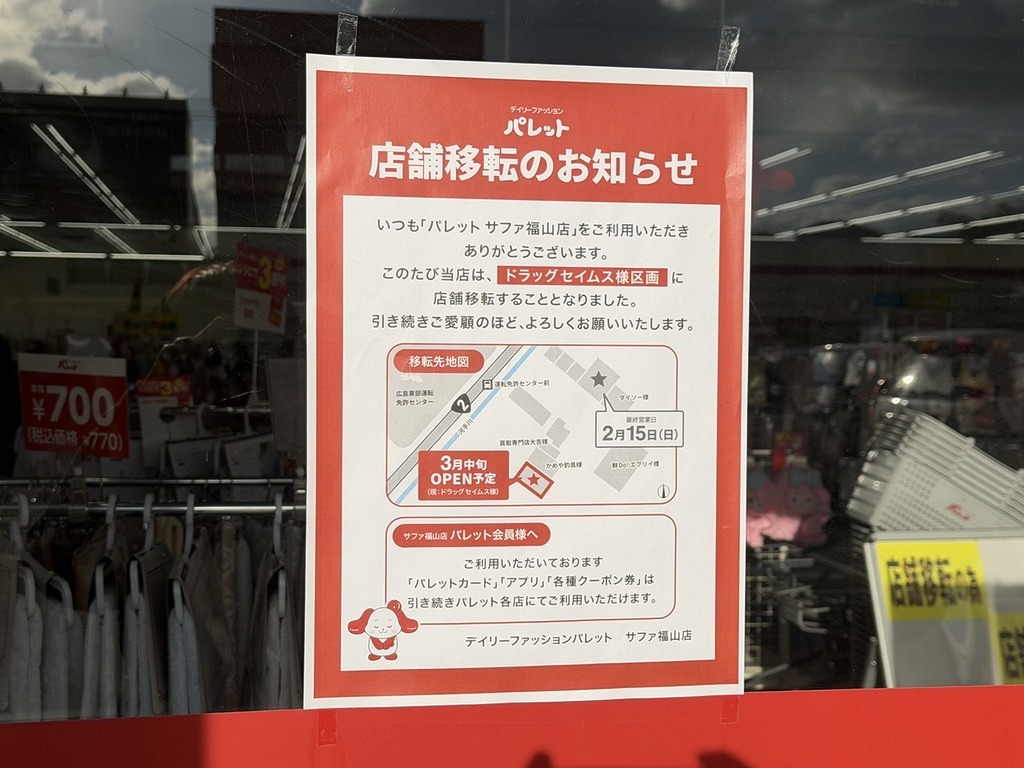 デイリーファッション
パレット
店舗移転のお知らせ
いつも「パレット サファ福山店」をご利用いただき
ありがとうございます。
このたび当店は、ドラッグセイムス様区画に
店舗移転することとなりました。
引き続きご愛顧のほど、よろしくお願いいたします。
移転先地図
広島東部運転
免許センター
運転免許センター前
2
河手川
ダイソー様
最終営業日
2月15日(日)
買取専門店大吉様
かめや釣具様
鮮Do! エブリイ様
3月中旬
OPEN予定
(現:ドラッグセイムス様)
サファ福山店 パレット会員様へ
ご利用いただいております
「パレットカード」「アプリ」「各種クーポン券」は
引き続きパレット各店にてご利用いただけます。
デイリーファッションパレット サファ福山店
パレット
本体
¥700
(税込価格 ¥770)
店舗移転の為